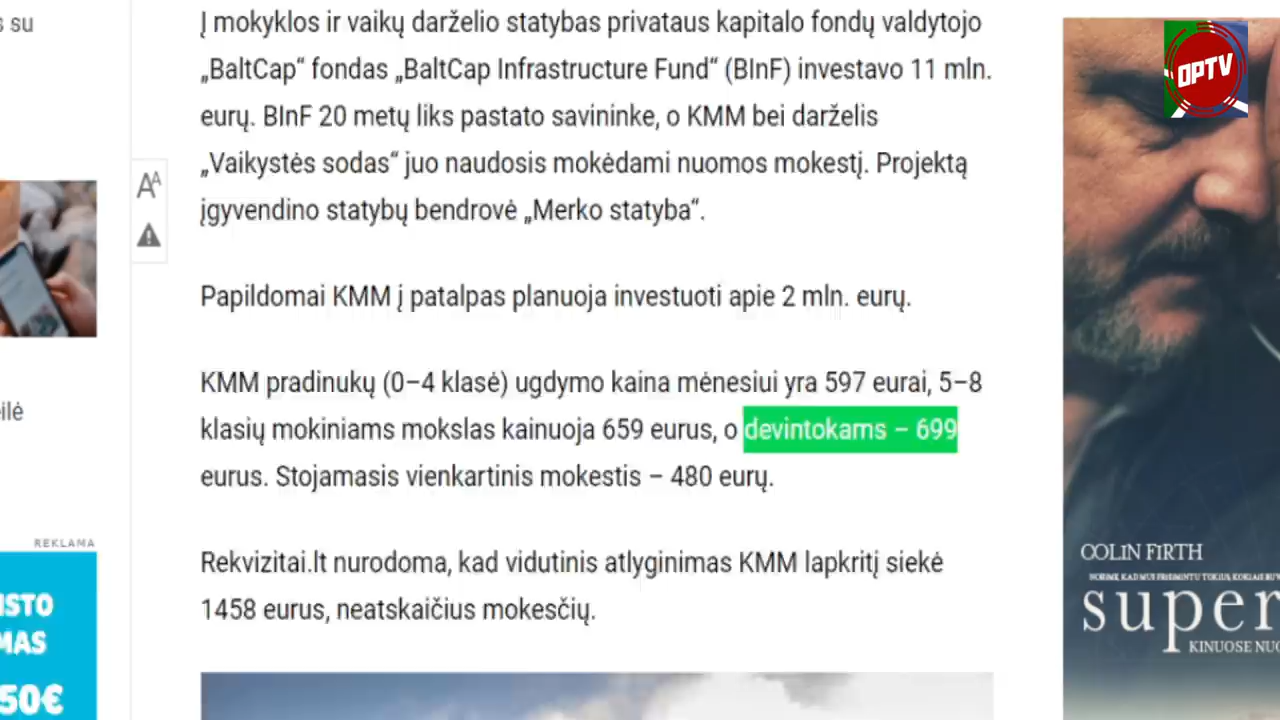 s su
Į mokyklos ir vaikų darželio statybas privataus kapitalo fondų valdytojo
„BaltCap“ fondas „BaltCap Infrastructure Fund“ (BInF) investavo 11 mln.
eurų. BInF 20 metų liks pastato savininke, o KMM bei darželis
„Vaikystės sodas“ juo naudosis mokėdami nuomos mokestį. Projektą
įgyvendino statybų bendrovė „Merko statyba“.
Papildomai KMM į patalpas planuoja investuoti apie 2 mln. eurų.
KMM pradinukų (0–4 klasė) ugdymo kaina mėnesiui yra 597 eurai, 5–8
klasių mokiniams mokslas kainuoja 659 eurus, o devintokams – 699
eurus. Stojamasis vienkartinis mokestis – 480 eurų.
Rekvizitai.lt nurodoma, kad vidutinis atlyginimas KMM lapkritį siekė
1458 eurus, neatskaičius mokesčių.
AA
eilė
REKLAMA
ISTO
MAS
50€
OPTV
COLIN FIRTH
super
KINUOSE NUO